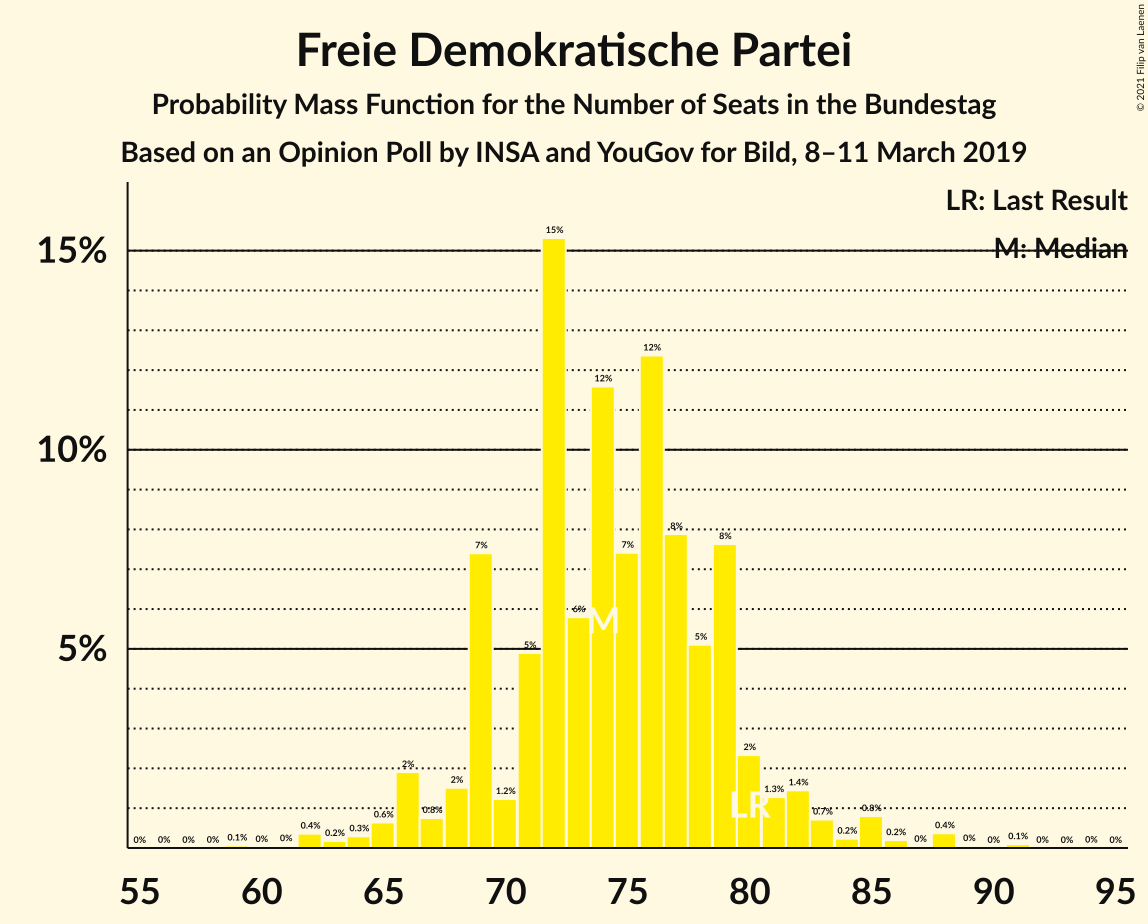 Freie Demokratische Partei
Probability Mass Function for the Number of Seats in the Bundestag
Based on an Opinion Poll by INSA and YouGov for Bild, 8–11 March 2019
© 2021 Filip van Laenen
LR: Last Result
M: Median
15%
10%
5%
0% 0% 0% 0% 0.1% 0% 0% 0.4% 0.2% 0.3% 0.6% 2% 0.8% 2% 7% 1.2% 5% 15% 6% 12% 7% 12% 8% 5% 8% 2% 1.3% 1.4% 0.7% 0.2% 0.8% 0.2% 0% 0.4% 0% 0% 0.1% 0% 0% 0% 0%
M
LR
55 60 65 70 75 80 85 90 95